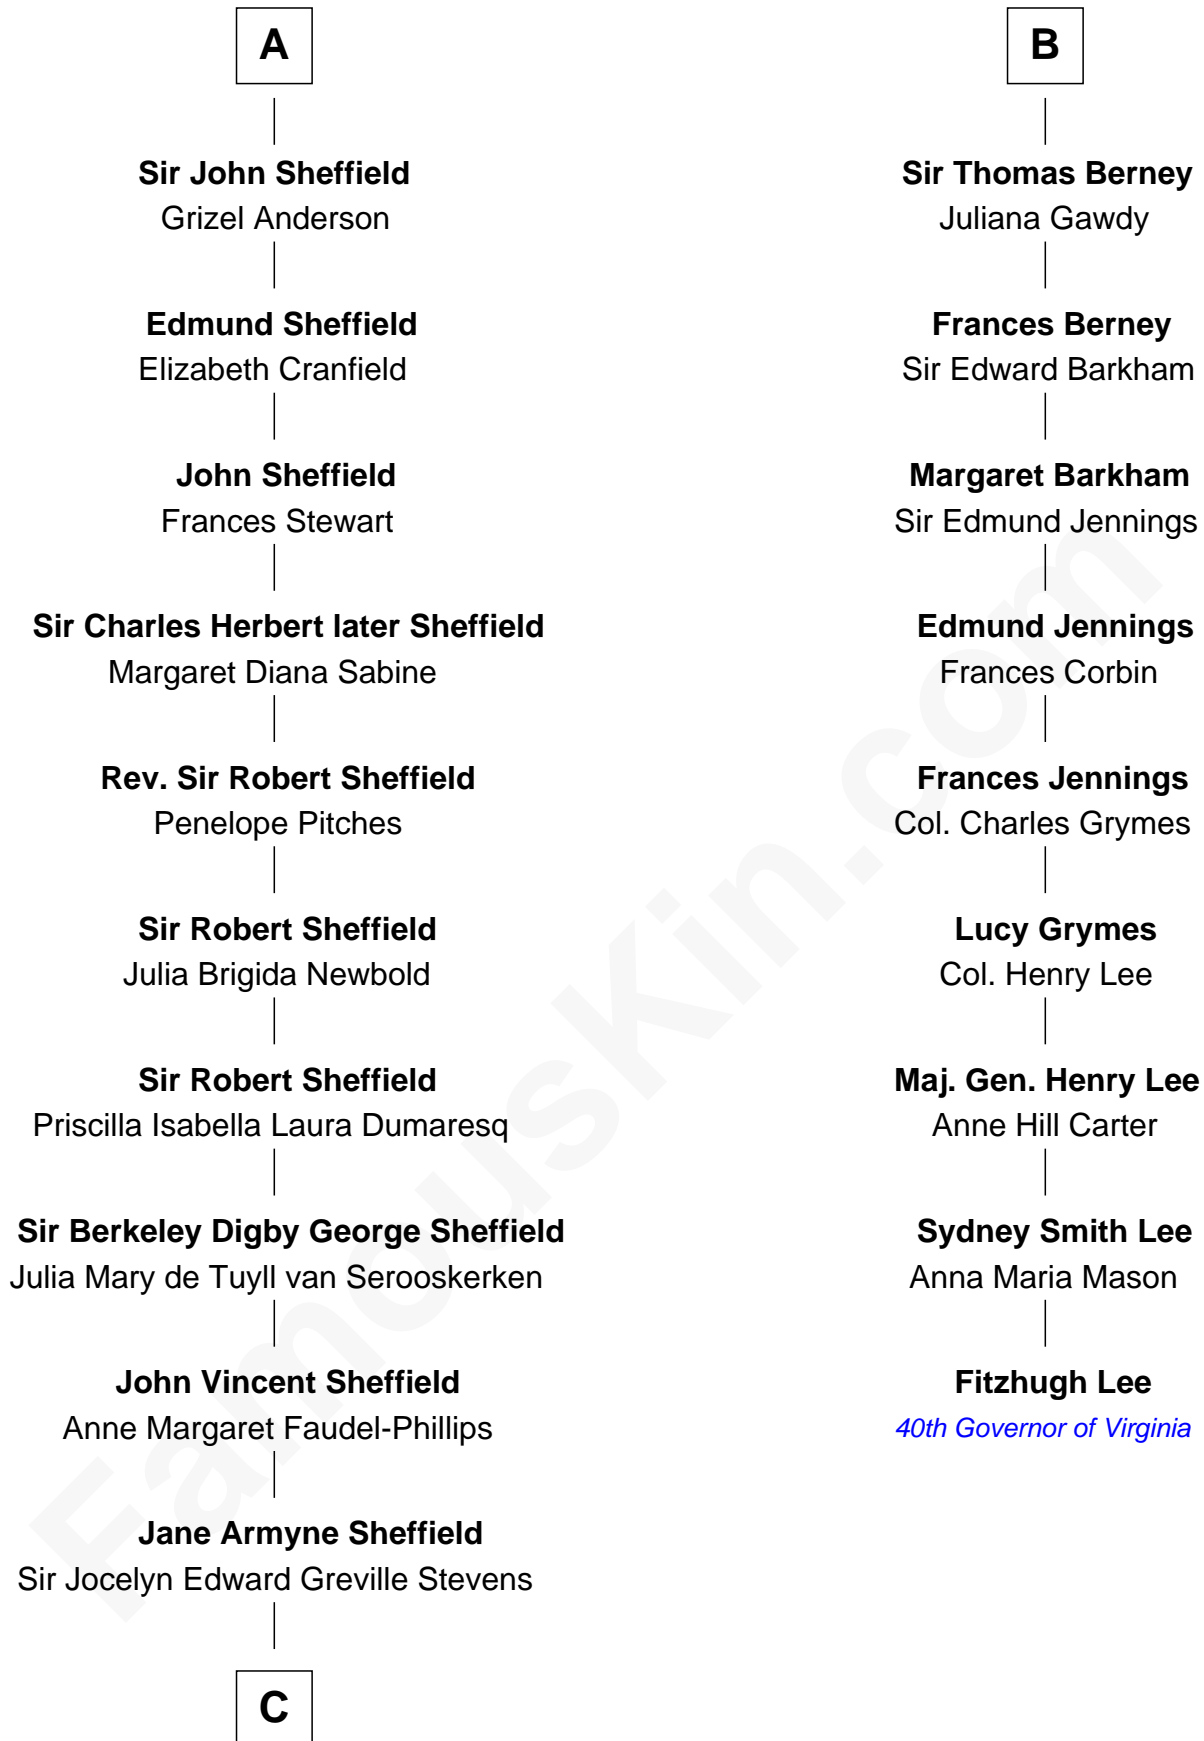 A
Sir John Sheffield
Grizel Anderson
Edmund Sheffield
Elizabeth Cranfield
John Sheffield
Frances Stewart
Sir Charles Herbert later Sheffield
Margaret Diana Sabine
Rev. Sir Robert Sheffield
Penelope Pitches
Sir Robert Sheffield
Julia Brigida Newbold
Sir Robert Sheffield
Priscilla Isabella Laura Dumaresq
Sir Berkeley Digby George Sheffield
Julia Mary de Tuyll van Serooskerken
John Vincent Sheffield
Anne Margaret Faudel-Phillips
Jane Armyne Sheffield
Sir Jocelyn Edward Greville Stevens
C
B
Sir Thomas Berney
Juliana Gawdy
Frances Berney
Sir Edward Barkham
Margaret Barkham
Sir Edmund Jennings
Edmund Jennings
Frances Corbin
Frances Jennings
Col. Charles Grymes
Lucy Grymes
Col. Henry Lee
Maj. Gen. Henry Lee
Anne Hill Carter
Sydney Smith Lee
Anna Maria Mason
Fitzhugh Lee
40th Governor of Virginia
FamousKin.com